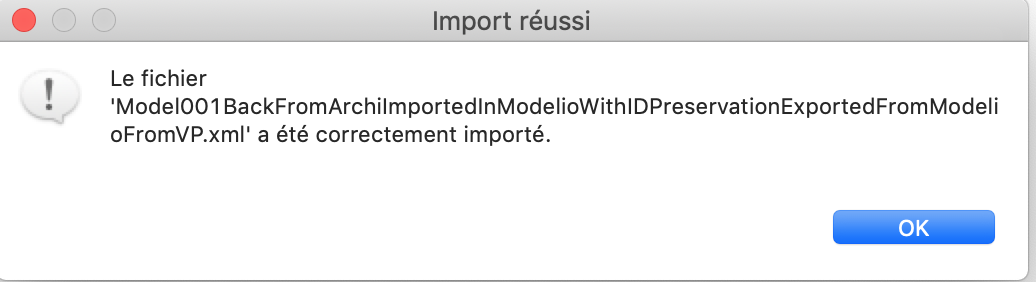 Import réussi
Le fichier
'Model001BackFromArchiImportedInModelioWithIDPreservationExportedFromModeli
oFromVP.xml' a été correctement importé.
OK